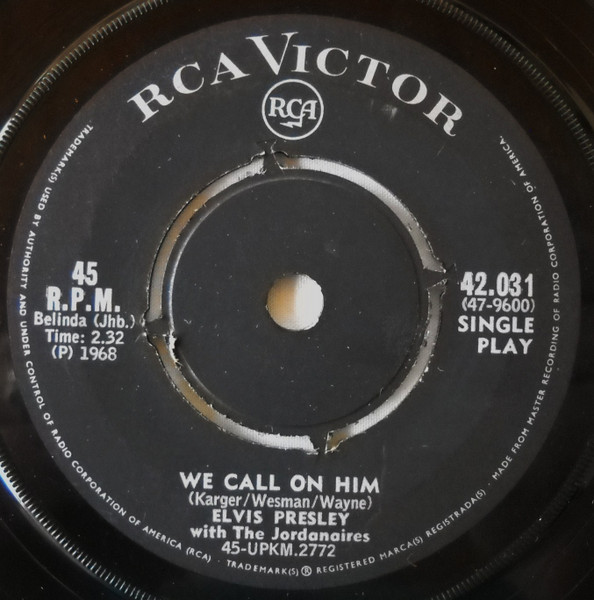 RCA VICTOR
RCA
45
R.P.M.
Belinda (Jhb.)
Time: 2.32
(P) 1968
42.031
(47-9600)
SINGLE
PLAY
WE CALL ON HIM
(Karger/Wesman/Wayne)
ELVIS PRESLEY
with The Jordanaires
45-UPKM.2772
TRADEMARK(S) USED BY AUTHORITY AND UNDER CONTROL OF RADIO CORPORATION OF AMERICA (RCA) · TRADEMARK(S) ® REGISTERED MARCA(S) REGISTRADA(S) · MADE FROM MASTER RECORDING OF RADIO CORPORATION OF AMERICA.